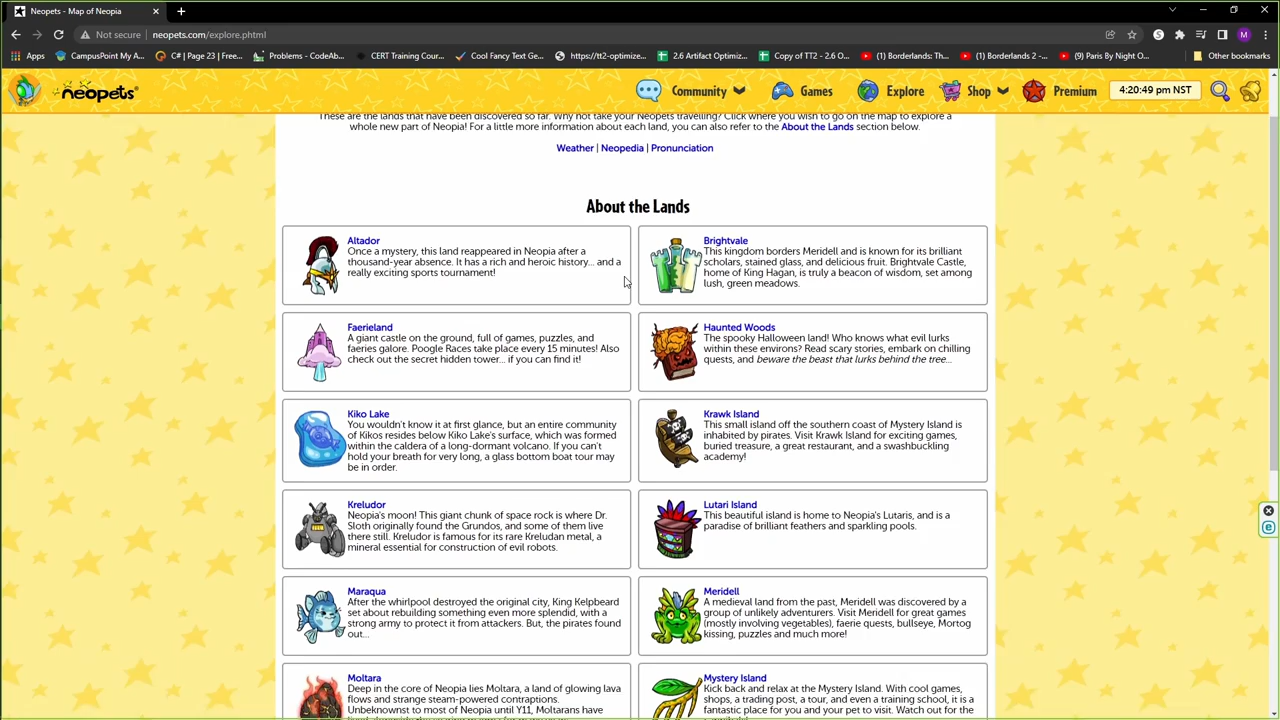 Neopets - Map of Neopia
Not secure | neopets.com/explore.phtml
M
Apps CampusPoint My A... C# | Page 23 | Free... Problems - CodeAb... CERT Training Cour... Cool Fancy Text Ge... https://tt2-optimize... 2.6 Artifact Optimiz... Copy of TT2 - 2.6 O... (1) Borderlands: Th... (1) Borderlands 2 -... (9) Paris By Night O... Other bookmarks
neopets Community Games Explore Shop Premium 4:20:49 pm NST
These are the lands that have been discovered so far. Why not take your Neopets travelling? Click where you wish to go on the map to explore a
whole new part of Neopia! For a little more information about each land, you can also refer to the About the Lands section below.
Weather | Neopedia | Pronunciation
About the Lands
Altador
Once a mystery, this land reappeared in Neopia after a
thousand-year absence. It has a rich and heroic history... and a
really exciting sports tournament!
Brightvale
This kingdom borders Meridell and is known for its brilliant
scholars, stained glass, and delicious fruit. Brightvale Castle,
home of King Hagan, is truly a beacon of wisdom, set among
lush, green meadows.
Faerieland
A giant castle on the ground, full of games, puzzles, and
faeries galore. Poogle Races take place every 15 minutes! Also
check out the secret hidden tower... if you can find it!
Haunted Woods
The spooky Halloween land! Who knows what evil lurks
within these environs? Read scary stories, embark on chilling
quests, and beware the beast that lurks behind the tree...
Kiko Lake
You wouldn't know it at first glance, but an entire community
of Kikos resides below Kiko Lake's surface, which was formed
within the caldera of a long-dormant volcano. If you can't
hold your breath for very long, a glass bottom boat tour may
be in order.
Krawk Island
This small island off the southern coast of Mystery Island is
inhabited by pirates. Visit Krawk Island for exciting games,
buried treasure, a great restaurant, and a swashbuckling
academy!
Kreludor
Neopia's moon! This giant chunk of space rock is where Dr.
Sloth originally found the Grundos, and some of them live
there still. Kreludor is famous for its rare Kreludan metal, a
mineral essential for construction of evil robots.
Lutari Island
This beautiful island is home to Neopia's Lutaris, and is a
paradise of brilliant feathers and sparkling pools.
Maraqua
After the whirlpool destroyed the original city, King Kelpbeard
set about rebuilding something even more splendid, with a
strong army to protect it from attackers. But, the pirates found
out...
Meridell
A medieval land from the past, Meridell was discovered by a
group of unlikely adventurers. Visit Meridell for great games
(mostly involving vegetables), faerie quests, bullseye, Mortog
kissing, puzzles and much more!
Moltara
Deep in the core of Neopia lies Moltara, a land of glowing lava
flows and strange steam-powered contraptions.
Unbeknownst to most of Neopia until Y11, Moltarans have
Mystery Island
Kick back and relax at the Mystery Island. With cool games,
shops, a trading post, a tour, and even a training school, it is a
fantastic place for you and your pet to visit. Watch out for the